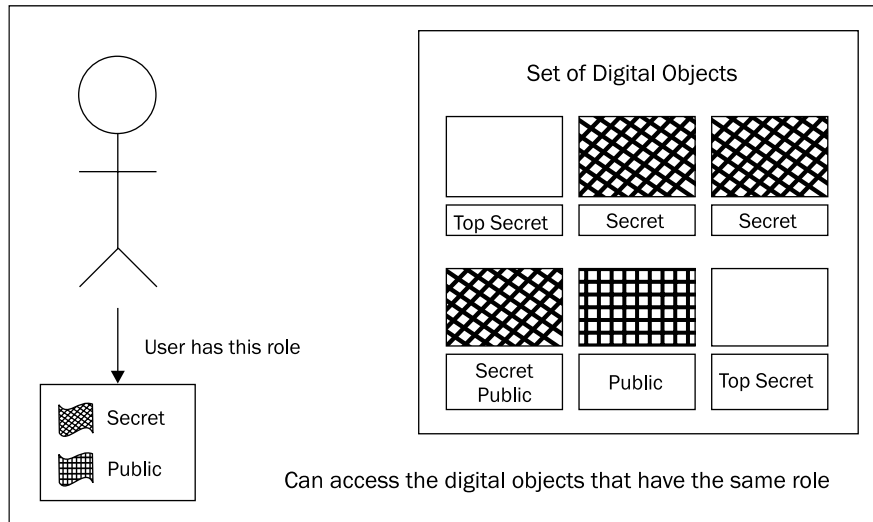 Set of Digital Objects
Top Secret
Secret
Secret
Secret
Public
Public
Top Secret
User has this role
Secret
Public
Can access the digital objects that have the same role